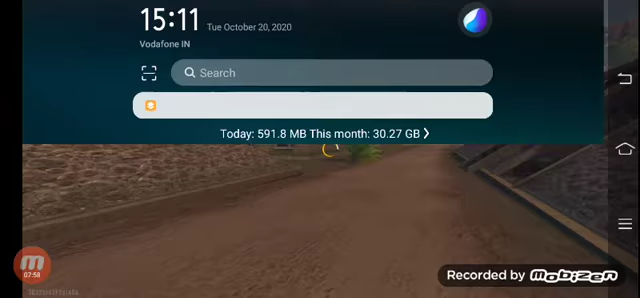 15:11 Tue October 20, 2020
Vodafone IN
Search
Today: 591.8 MB This month: 30.27 GB
M
07:58
Recorded by Mobizen